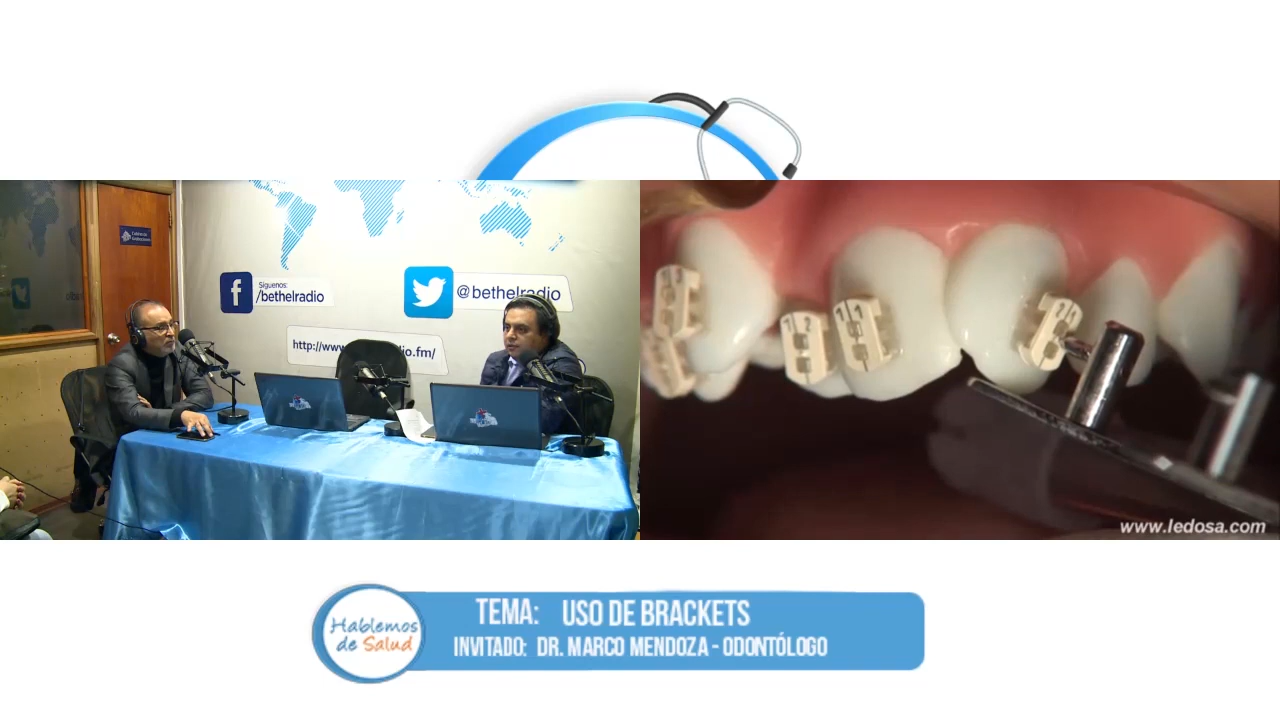 Síguenos:
/bethelradio
@bethelradio
http://www.
dio.fm/
www.ledosa.com
Hablemos
de Salud
TEMA: USO DE BRACKETS
INVITADO: DR. MARCO MENDOZA - ODONTÓLOGO